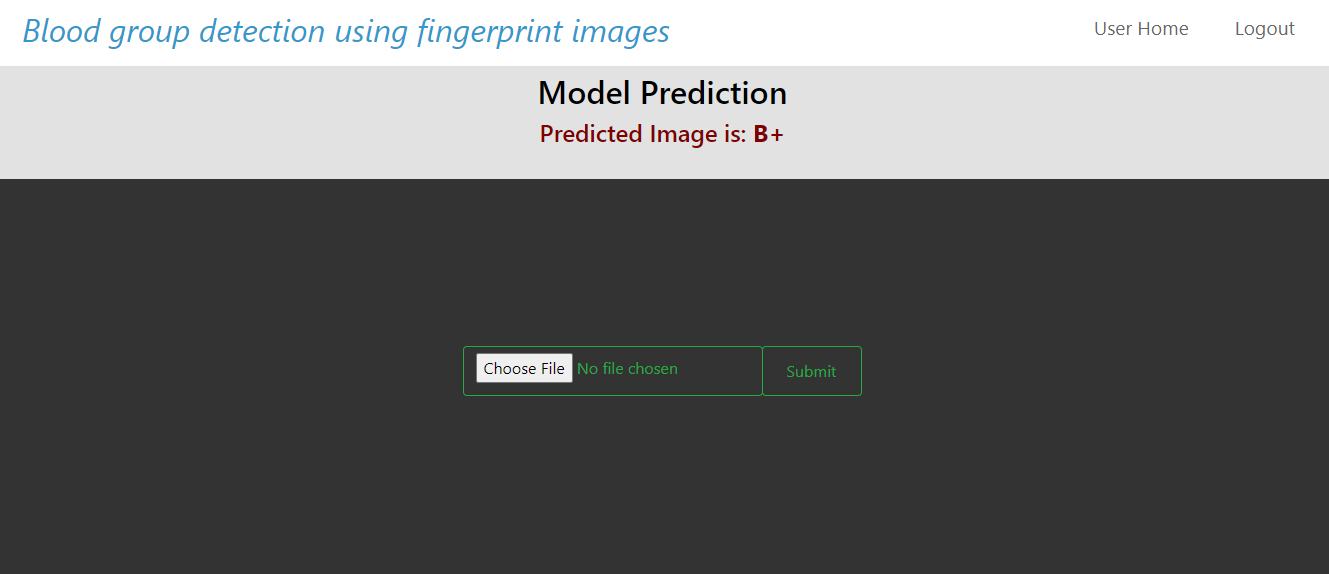 Blood group detection using fingerprint images
User Home
Logout
Model Prediction
Predicted Image is: B+
Choose File No file chosen
Submit